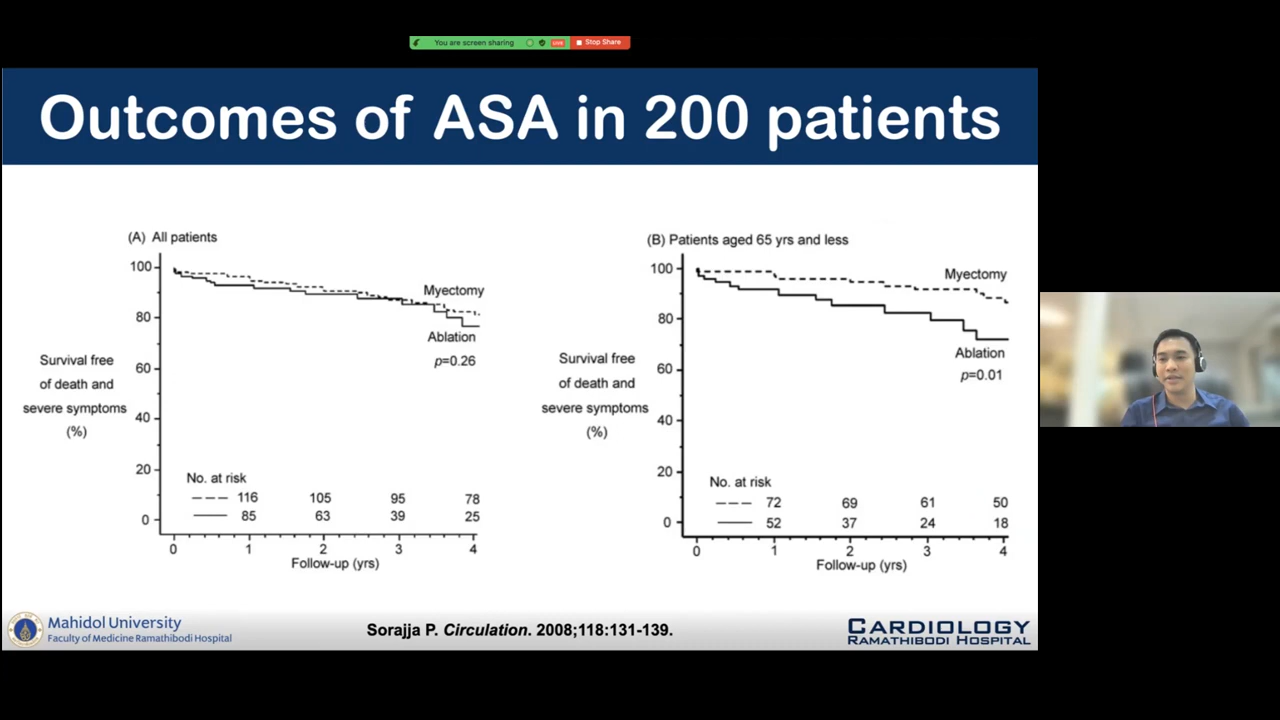 You are screen sharing LIVE Stop Share
Outcomes of ASA in 200 patients
(A) All patients
100
80
60
40
20
0
Survival free
of death and
severe symptoms
(%)
Myectomy
Ablation
p=0.26
No. at risk
116 105 95 78
85 63 39 25
0 1 2 3 4
Follow-up (yrs)
(B) Patients aged 65 yrs and less
100
80
60
40
20
0
Survival free
of death and
severe symptoms
(%)
Myectomy
Ablation
p=0.01
No. at risk
72 69 61 50
52 37 24 18
0 1 2 3 4
Follow-up (yrs)
Mahidol University
Faculty of Medicine Ramathibodi Hospital
Sorajja P. Circulation. 2008;118:131-139.
CARDIOLOGY
RAMATHIBODI HOSPITAL